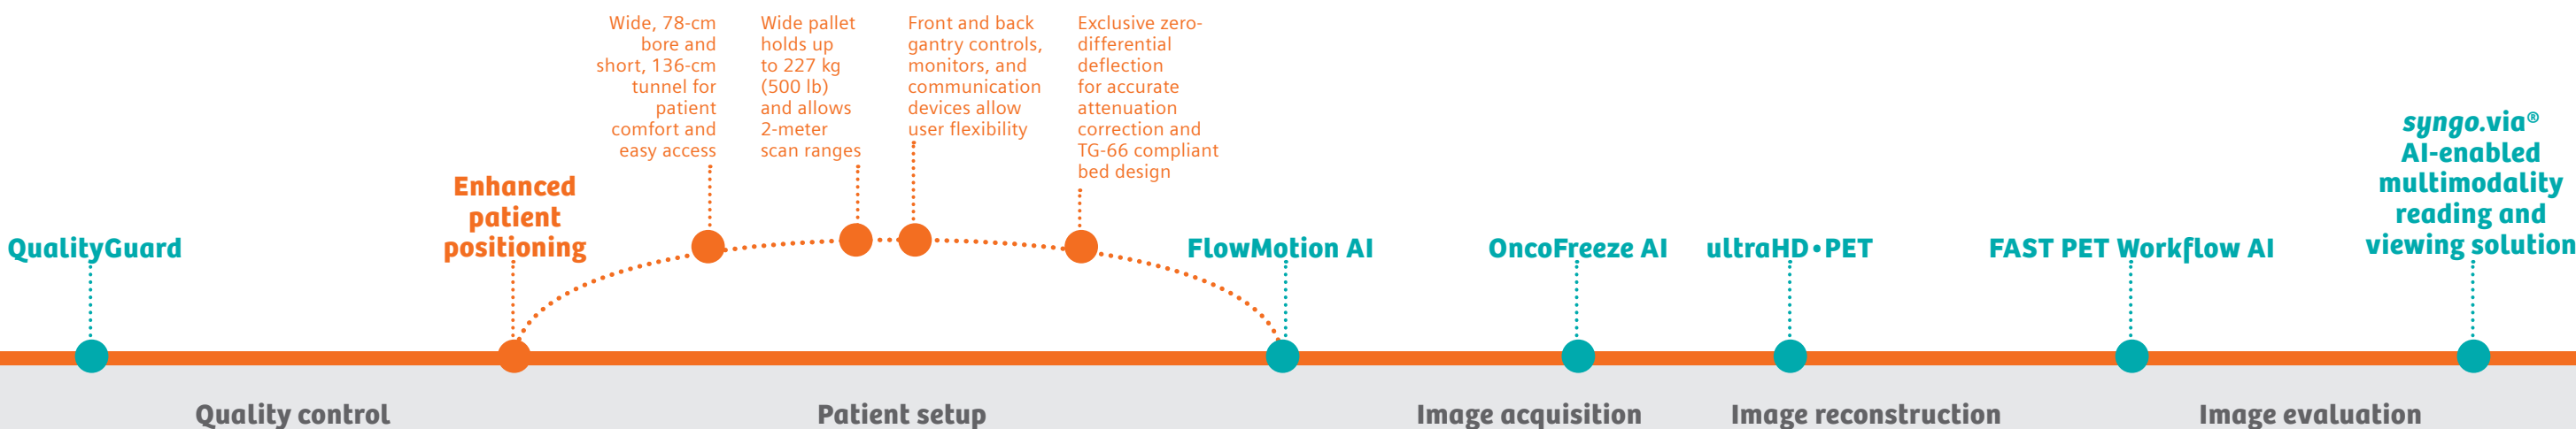 QualityGuard
Enhanced
patient
positioning
Wide, 78-cm
bore and
short, 136-cm
tunnel for
patient
comfort and
easy access
Wide pallet
holds up
to 227 kg
(500 lb)
and allows
2-meter
scan ranges
Front and back
gantry controls,
monitors, and
communication
devices allow
user flexibility
Exclusive zero-
differential
deflection
for accurate
attenuation
correction and
TG-66 compliant
bed design
FlowMotion AI
OncoFreeze AI
ultraHD•PET
FAST PET Workflow AI
syngo.via®
AI-enabled
multimodality
reading and
viewing solution
Quality control
Patient setup
Image acquisition
Image reconstruction
Image evaluation